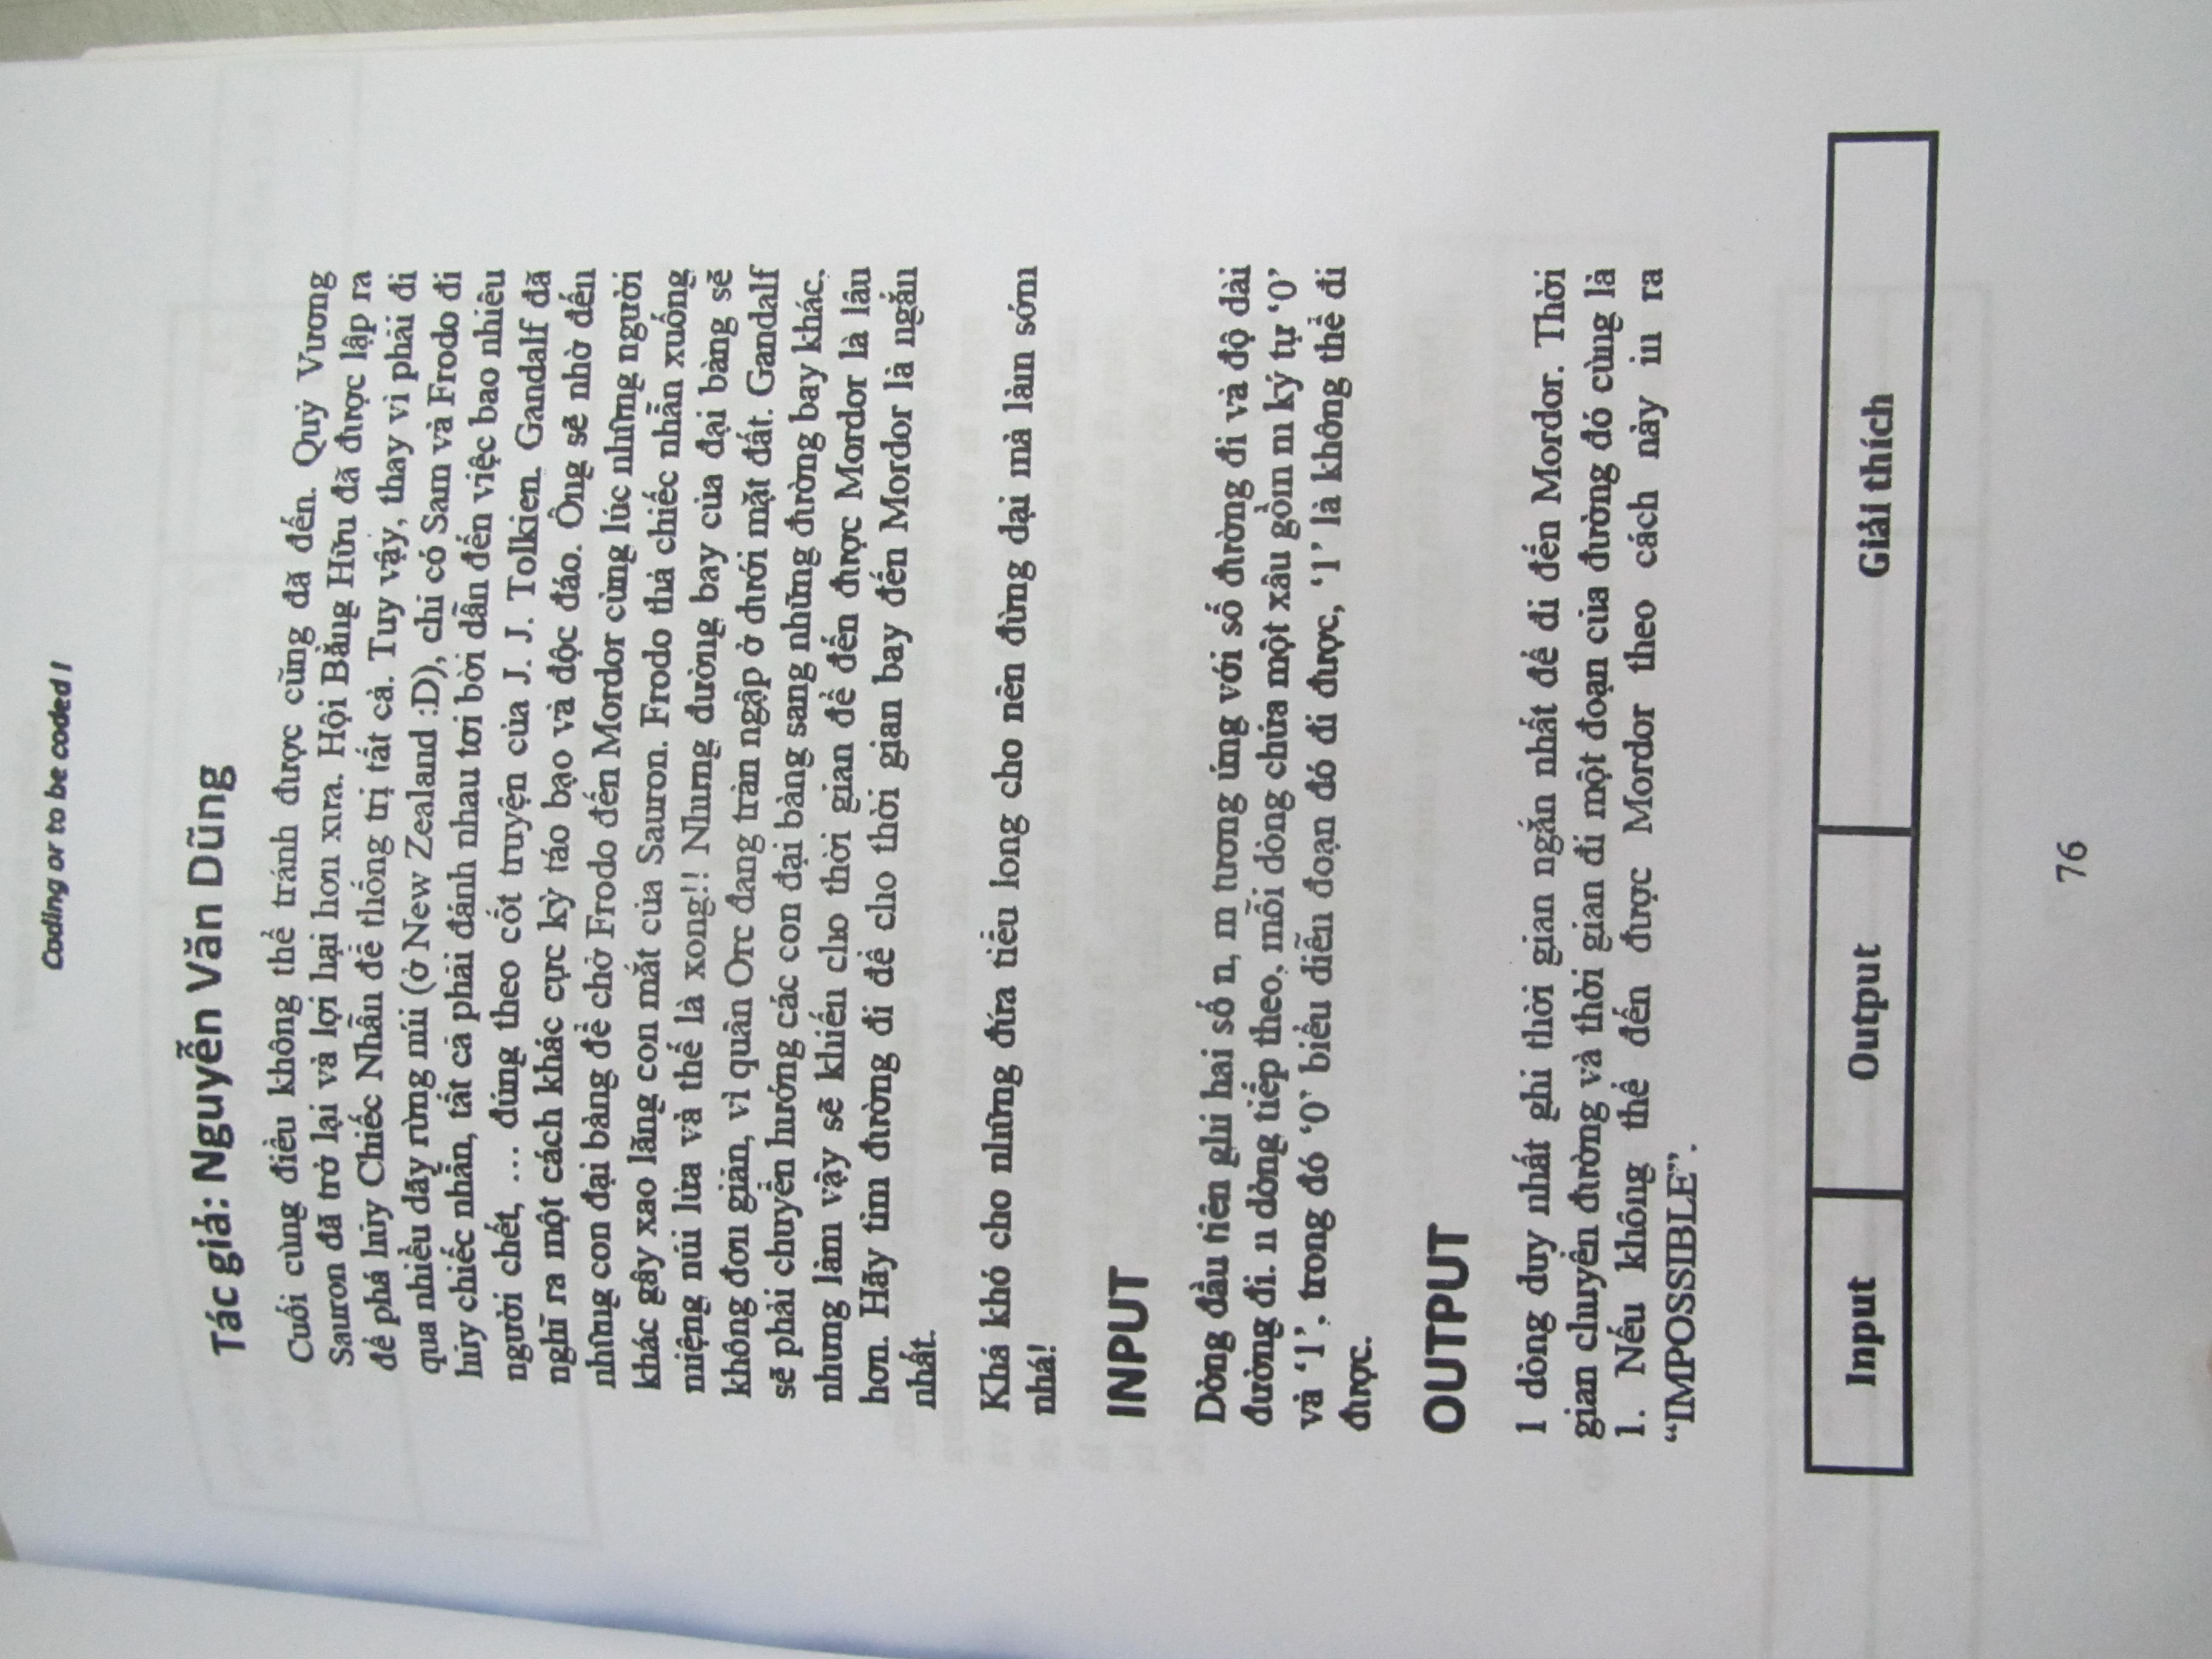 Coding or to be coded !
Tác giả: Nguyễn Văn Dũng
Cuối cùng điều không thể tránh được cũng đã đến. Quỷ Vương
Sauron đã trở lại và lợi hại hơn xưa. Hội Bằng Hữu đã được lập ra
để phá hủy Chiếc Nhẫn để thống trị tất cả. Tuy vậy, thay vì phải đi
qua nhiều dãy rừng núi (ở New Zealand :D), chỉ có Sam và Frodo đi
hủy chiếc nhẫn, tất cả phải đánh nhau tơi bời dẫn đến việc bao nhiêu
người chết, … đúng theo cốt truyện của J. J. Tolkien. Gandalf đã
nghĩ ra một cách khác cực kỳ táo bạo và độc đáo. Ông sẽ nhờ đến
những con đại bàng để chở Frodo đến Mordor cùng lúc những người
khác gây xao lãng con mắt của Sauron. Frodo thả chiếc nhẫn xuống
miệng núi lửa và thế là xong!! Nhưng đường bay của đại bàng sẽ
không đơn giản, vì quân Orc đang tràn ngập ở dưới mặt đất. Gandalf
sẽ phải chuyển hướng các con đại bàng sang những đường bay khác,
nhưng làm vậy sẽ khiến cho thời gian để đến được Mordor là lâu
hơn. Hãy tìm đường đi để cho thời gian bay đến Mordor là ngắn
nhất.
Khá khó cho những đứa tiểu long cho nên đừng dại mà làm sớm
nhá!
INPUT
Dòng đầu tiên ghi hai số n, m tương ứng với số đường đi và độ dài
đường đi. n dòng tiếp theo, mỗi dòng chứa một xâu gồm m ký tự ‘0’
và ‘1’, trong đó ‘0’ biểu diễn đoạn đó đi được, ‘1’ là không thể đi
được.
OUTPUT
1 dòng duy nhất ghi thời gian ngắn nhất để đi đến Mordor. Thời
gian chuyển đường và thời gian đi một đoạn của đường đó cùng là
1. Nếu không thể đến được Mordor theo cách này in ra
“IMPOSSIBLE”.
Input Output Giải thích
76